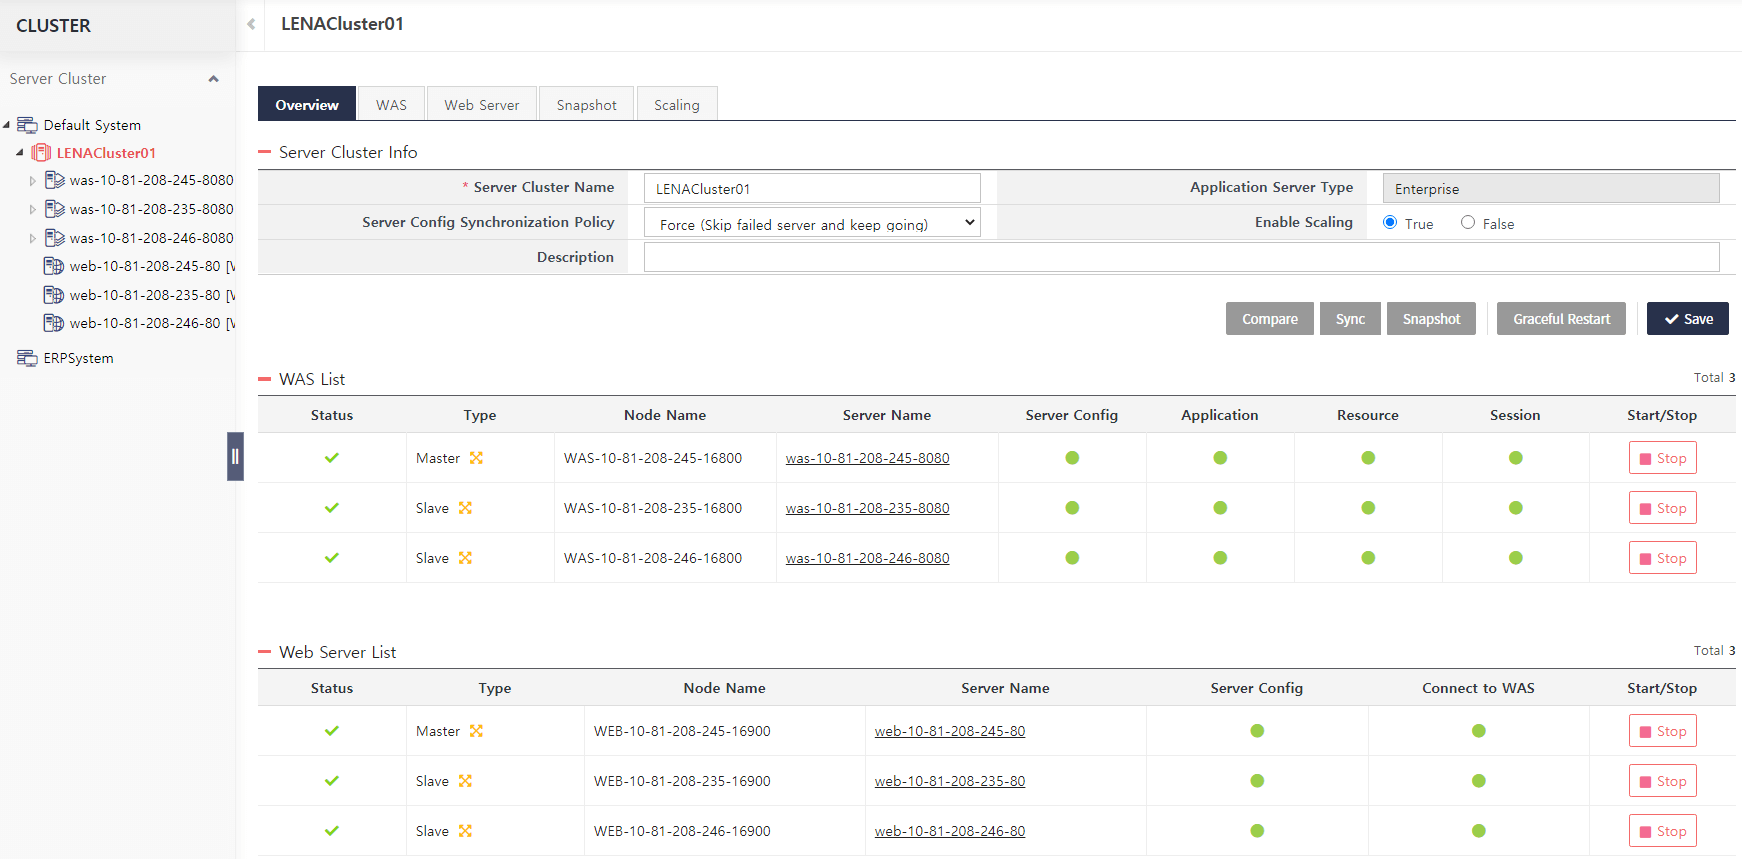 CLUSTER
LENACluster01
Server Cluster
Default System
LENACluster01
was-10-81-208-245-8080
was-10-81-208-235-8080
was-10-81-208-246-8080
web-10-81-208-245-80 [
web-10-81-208-235-80 [
web-10-81-208-246-80 [
ERPSystem
Overview WAS Web Server Snapshot Scaling
Server Cluster Info
* Server Cluster Name LENACluster01 Application Server Type Enterprise
Server Config Synchronization Policy Force (Skip failed server and keep going) Enable Scaling True False
Description
Compare Sync Snapshot Graceful Restart Save
WAS List Total 3
Status Type Node Name Server Name Server Config Application Resource Session Start/Stop
Master WAS-10-81-208-245-16800 was-10-81-208-245-8080 Stop
Slave WAS-10-81-208-235-16800 was-10-81-208-235-8080 Stop
Slave WAS-10-81-208-246-16800 was-10-81-208-246-8080 Stop
Web Server List Total 3
Status Type Node Name Server Name Server Config Connect to WAS Start/Stop
Master WEB-10-81-208-245-16900 web-10-81-208-245-80 Stop
Slave WEB-10-81-208-235-16900 web-10-81-208-235-80 Stop
Slave WEB-10-81-208-246-16900 web-10-81-208-246-80 Stop